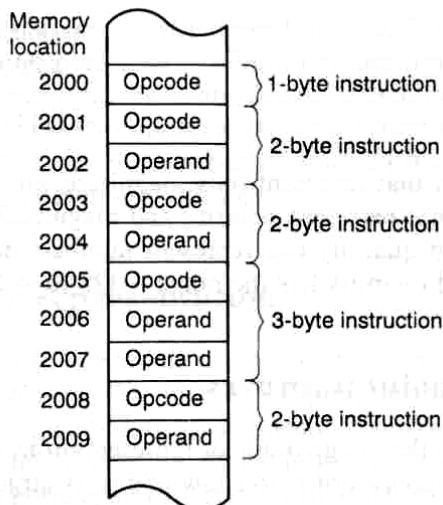 Memory
location
2000 Opcode 1-byte instruction
2001 Opcode
2-byte instruction
2002 Operand
2003 Opcode
2-byte instruction
2004 Operand
2005 Opcode
2006 Operand 3-byte instruction
2007 Operand
2008 Opcode
2-byte instruction
2009 Operand